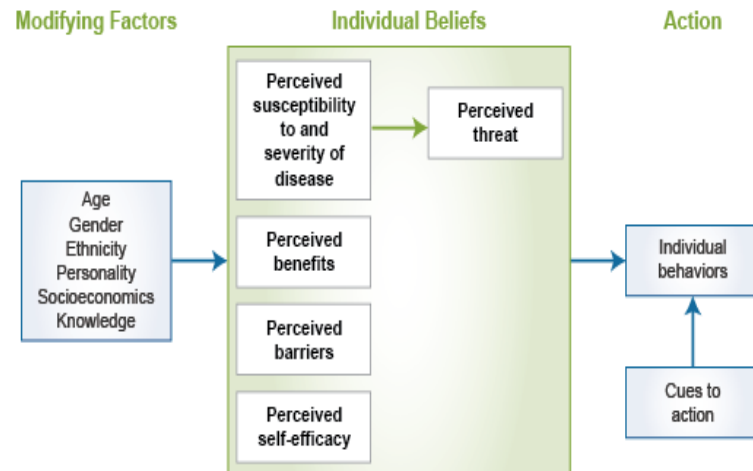 Modifying Factors
Individual Beliefs
Action
Perceived
susceptibility
to and
severity of
disease
Perceived
threat
Age
Gender
Ethnicity
Personality
Socioeconomics
Knowledge
Perceived
benefits
Perceived
barriers
Perceived
self-efficacy
Individual
behaviors
Cues to
action